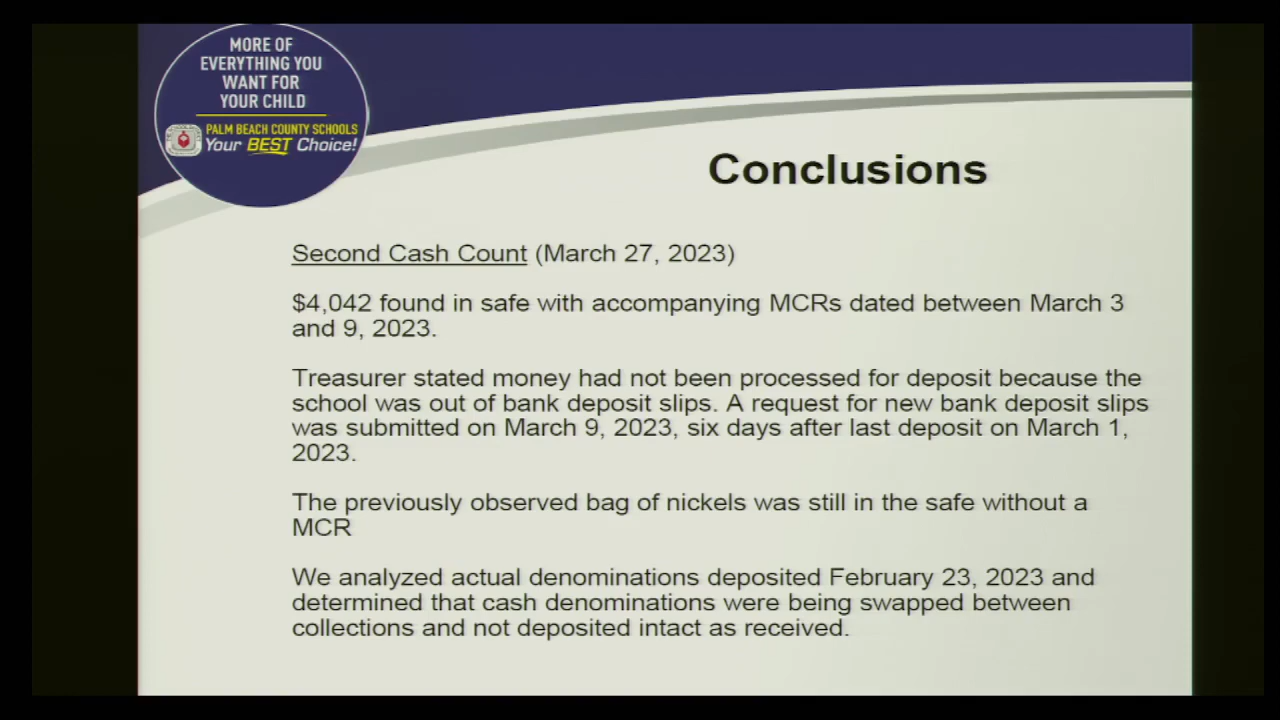 MORE OF
EVERYTHING YOU
WANT FOR
YOUR CHILD
PALM BEACH COUNTY SCHOOLS
Your BEST Choice!
Conclusions
Second Cash Count (March 27, 2023)
$4,042 found in safe with accompanying MCRs dated between March 3
and 9, 2023.
Treasurer stated money had not been processed for deposit because the
school was out of bank deposit slips. A request for new bank deposit slips
was submitted on March 9, 2023, six days after last deposit on March 1,
2023.
The previously observed bag of nickels was still in the safe without a
MCR
We analyzed actual denominations deposited February 23, 2023 and
determined that cash denominations were being swapped between
collections and not deposited intact as received.